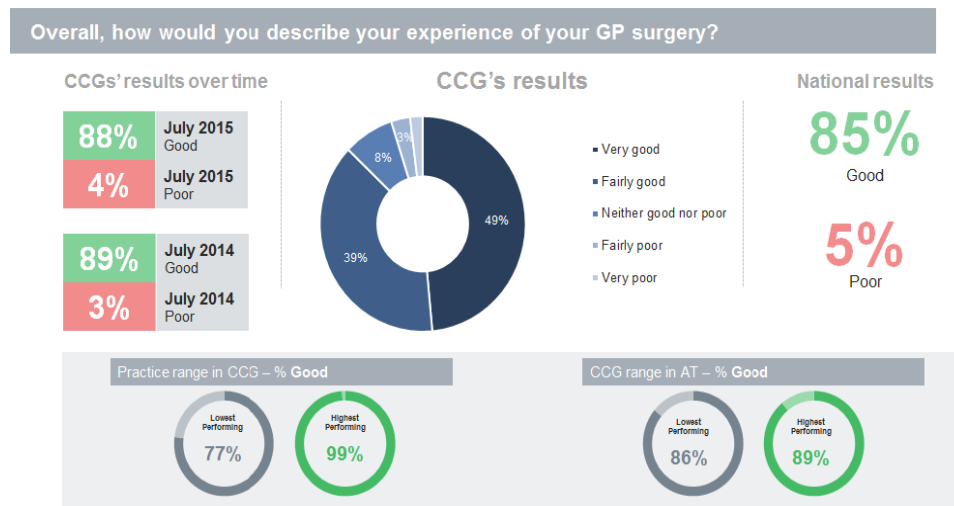 Overall, how would you describe your experience of your GP surgery?
CCGs' results over time
88%
July 2015
Good
4%
July 2015
Poor
89%
July 2014
Good
3%
July 2014
Poor
CCG's results
49%
39%
8%
3%
Very good
Fairly good
Neither good nor poor
Fairly poor
Very poor
National results
85%
Good
5%
Poor
Practice range in CCG – % Good
Lowest
Performing
77%
Highest
Performing
99%
CCG range in AT – % Good
Lowest
Performing
86%
Highest
Performing
89%